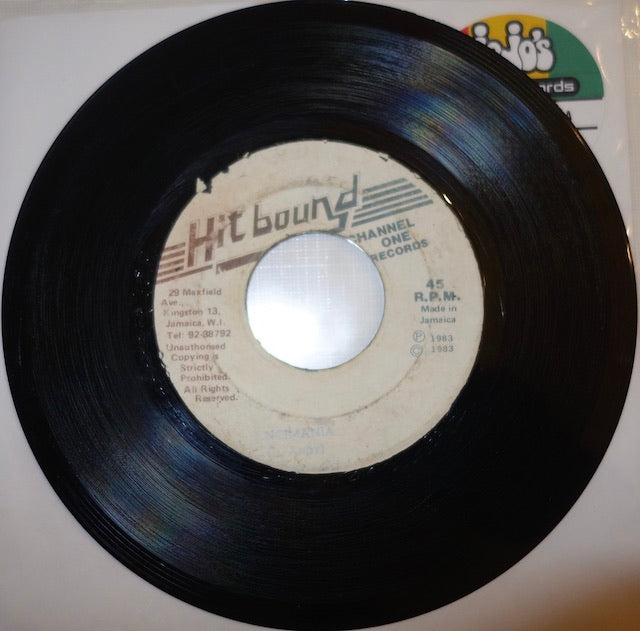 jojo's
Hit bound
CHANNEL
ONE
RECORDS
29 Maxfield
Ave.,
Kingston 13,
Jamaica, W.I.
Tel: 92-38792
Unauthorised
Copying is
Strictly
Prohibited.
All Rights
Reserved.
45
R.P.M.
Made in
Jamaica
Ⓟ 1983
© 1983